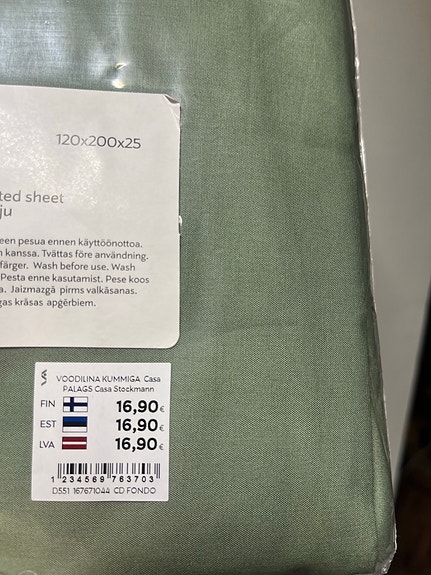 120x200x25
ted sheet
ju
een pesua ennen käyttöönottoa.
n kanssa. Tvättas före användning.
färger. Wash before use. Wash
Pesta enne kasutamist. Pese koos
a. Jaizmazgā pirms valkāšanas.
gas krāsas apģērbiem.
VOODILINA KUMMIGA Casa
PALAGS Casa Stockmann
FIN 16,90€
EST 16,90€
LVA 16,90€
1 234569 763703
D551 167671044 CD FONDO